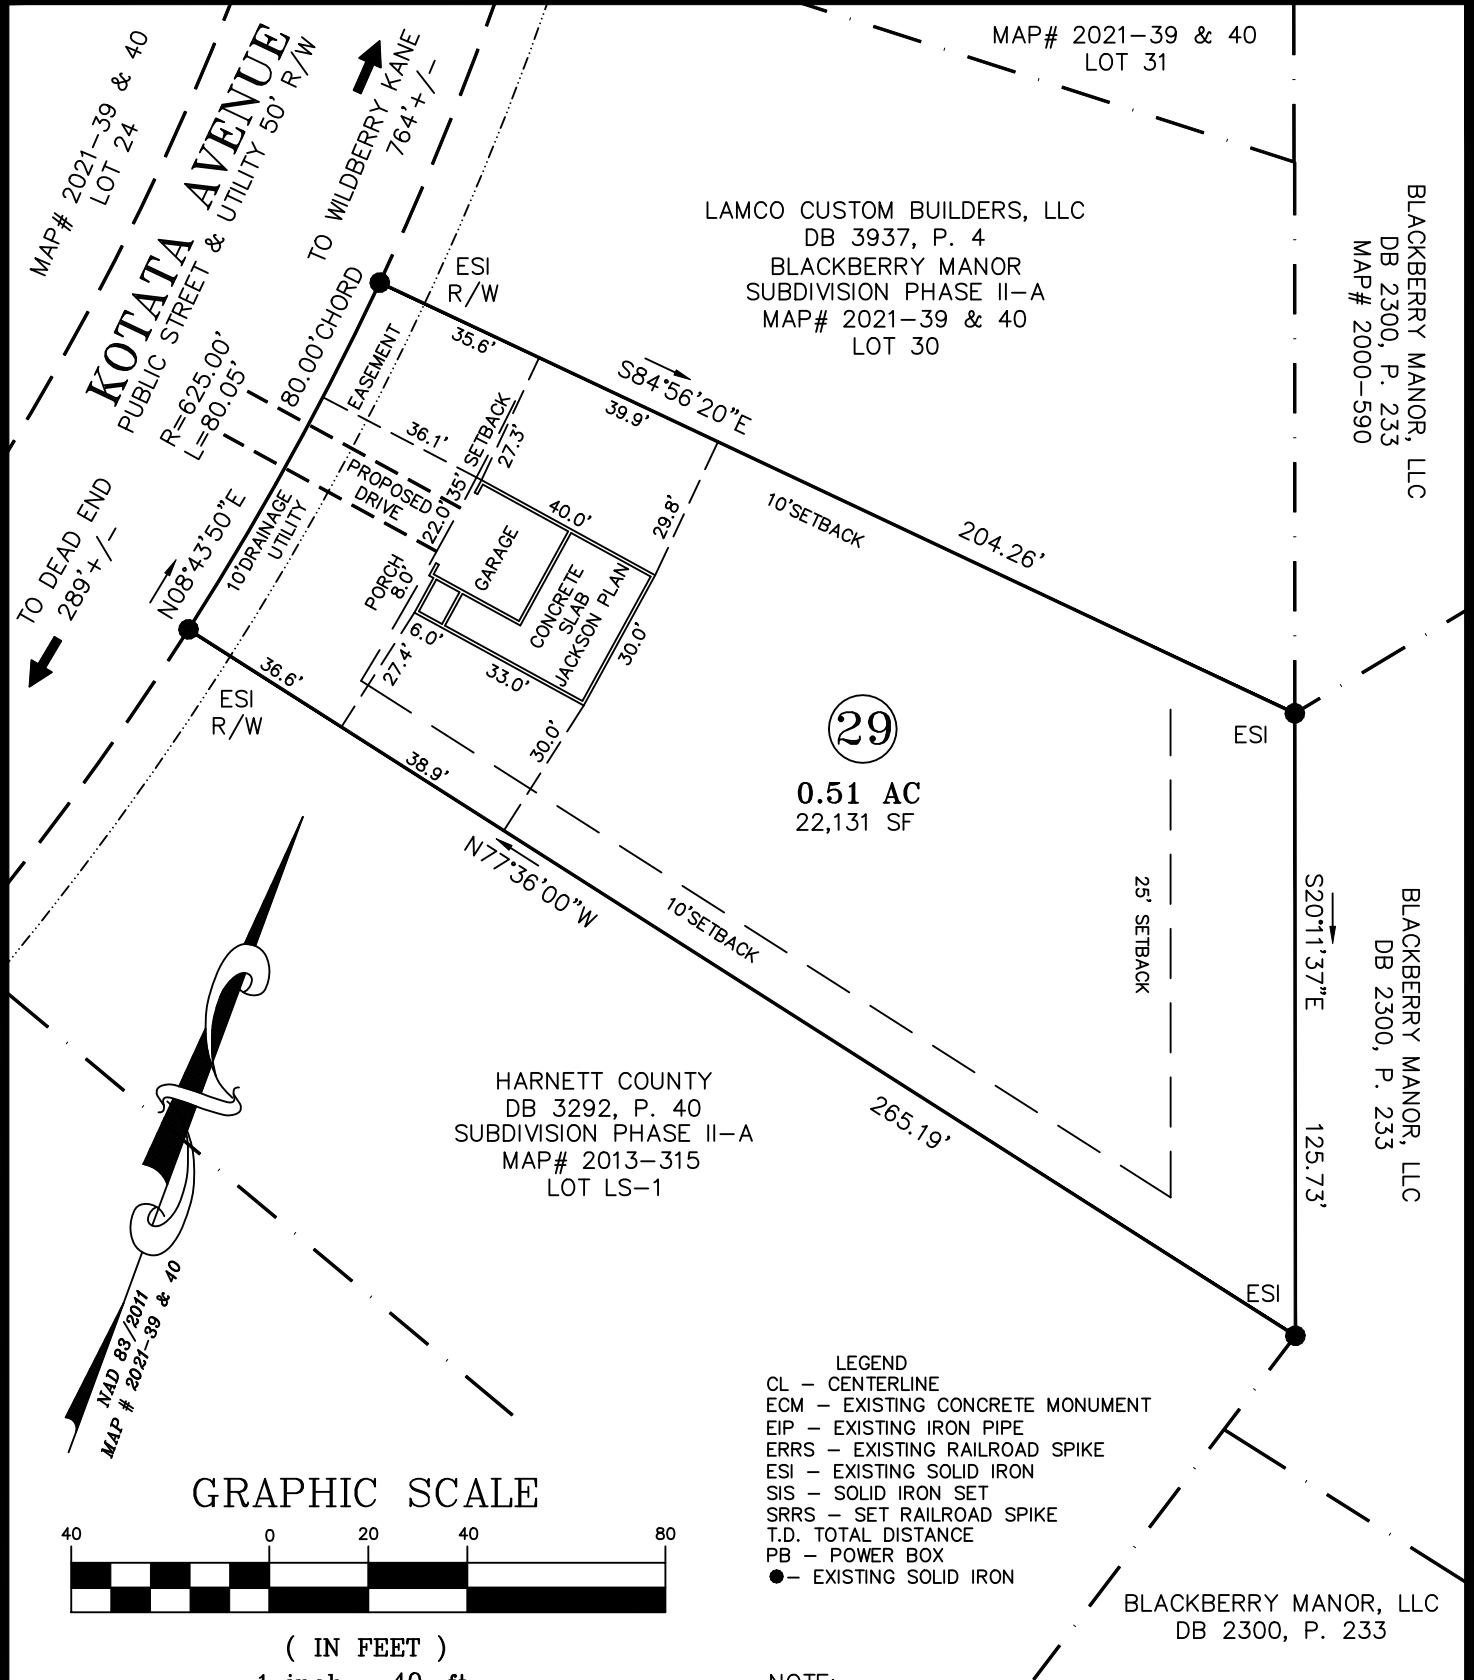 MAP# 2021-39 & 40
LOT 24
KOTATA AVENUE
PUBLIC STREET & UTILITY 50' R/W
R=625.00'
L=80.05'
TO WILDBERRY KANE
764'+/-
80.00'CHORD
MAP# 2021-39 & 40
LOT 31
LAMCO CUSTOM BUILDERS, LLC
DB 3937, P. 4
BLACKBERRY MANOR
SUBDIVISION PHASE II-A
MAP# 2021-39 & 40
LOT 30
BLACKBERRY MANOR, LLC
DB 2300, P. 233
MAP# 2000-590
ESI
R/W
35.6'
S84°56'20"E
39.9'
204.26'
10'SETBACK
EASEMENT
36.1'
35' SETBACK
27.3'
PROPOSED
DRIVE
22.0'
40.0'
29.8'
GARAGE
CONCRETE
SLAB
JACKSON PLAN
PORCH
8.0'
6.0'
33.0'
30.0'
27.4'
30.0'
TO DEAD END
289'+/-
N08°43'50"E
10'DRAINAGE
UTILITY
36.6'
ESI
R/W
38.9'
N77°36'00"W
10'SETBACK
265.19'
29
0.51 AC
22,131 SF
ESI
25' SETBACK
S20°11'37"E
125.73'
BLACKBERRY MANOR, LLC
DB 2300, P. 233
HARNETT COUNTY
DB 3292, P. 40
SUBDIVISION PHASE II-A
MAP# 2013-315
LOT LS-1
ESI
NAD 83/2011
MAP # 2021-39 & 40
LEGEND
CL - CENTERLINE
ECM - EXISTING CONCRETE MONUMENT
EIP - EXISTING IRON PIPE
ERRS - EXISTING RAILROAD SPIKE
ESI - EXISTING SOLID IRON
SIS - SOLID IRON SET
SRRS - SET RAILROAD SPIKE
T.D. TOTAL DISTANCE
PB - POWER BOX
●- EXISTING SOLID IRON
GRAPHIC SCALE
40 0 20 40 80
( IN FEET )
1 inch = 40 ft.
BLACKBERRY MANOR, LLC
DB 2300, P. 233
NOTE: